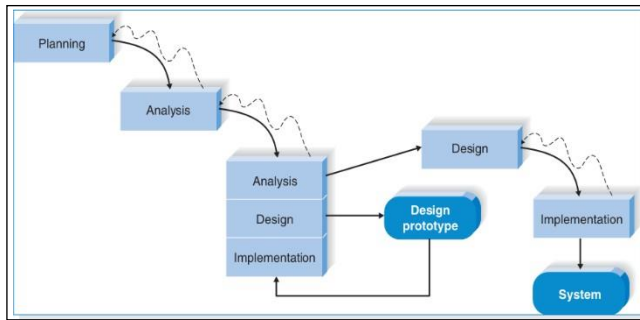 Planning
Analysis
Analysis
Design
Implementation
Design
prototype
Design
Implementation
System